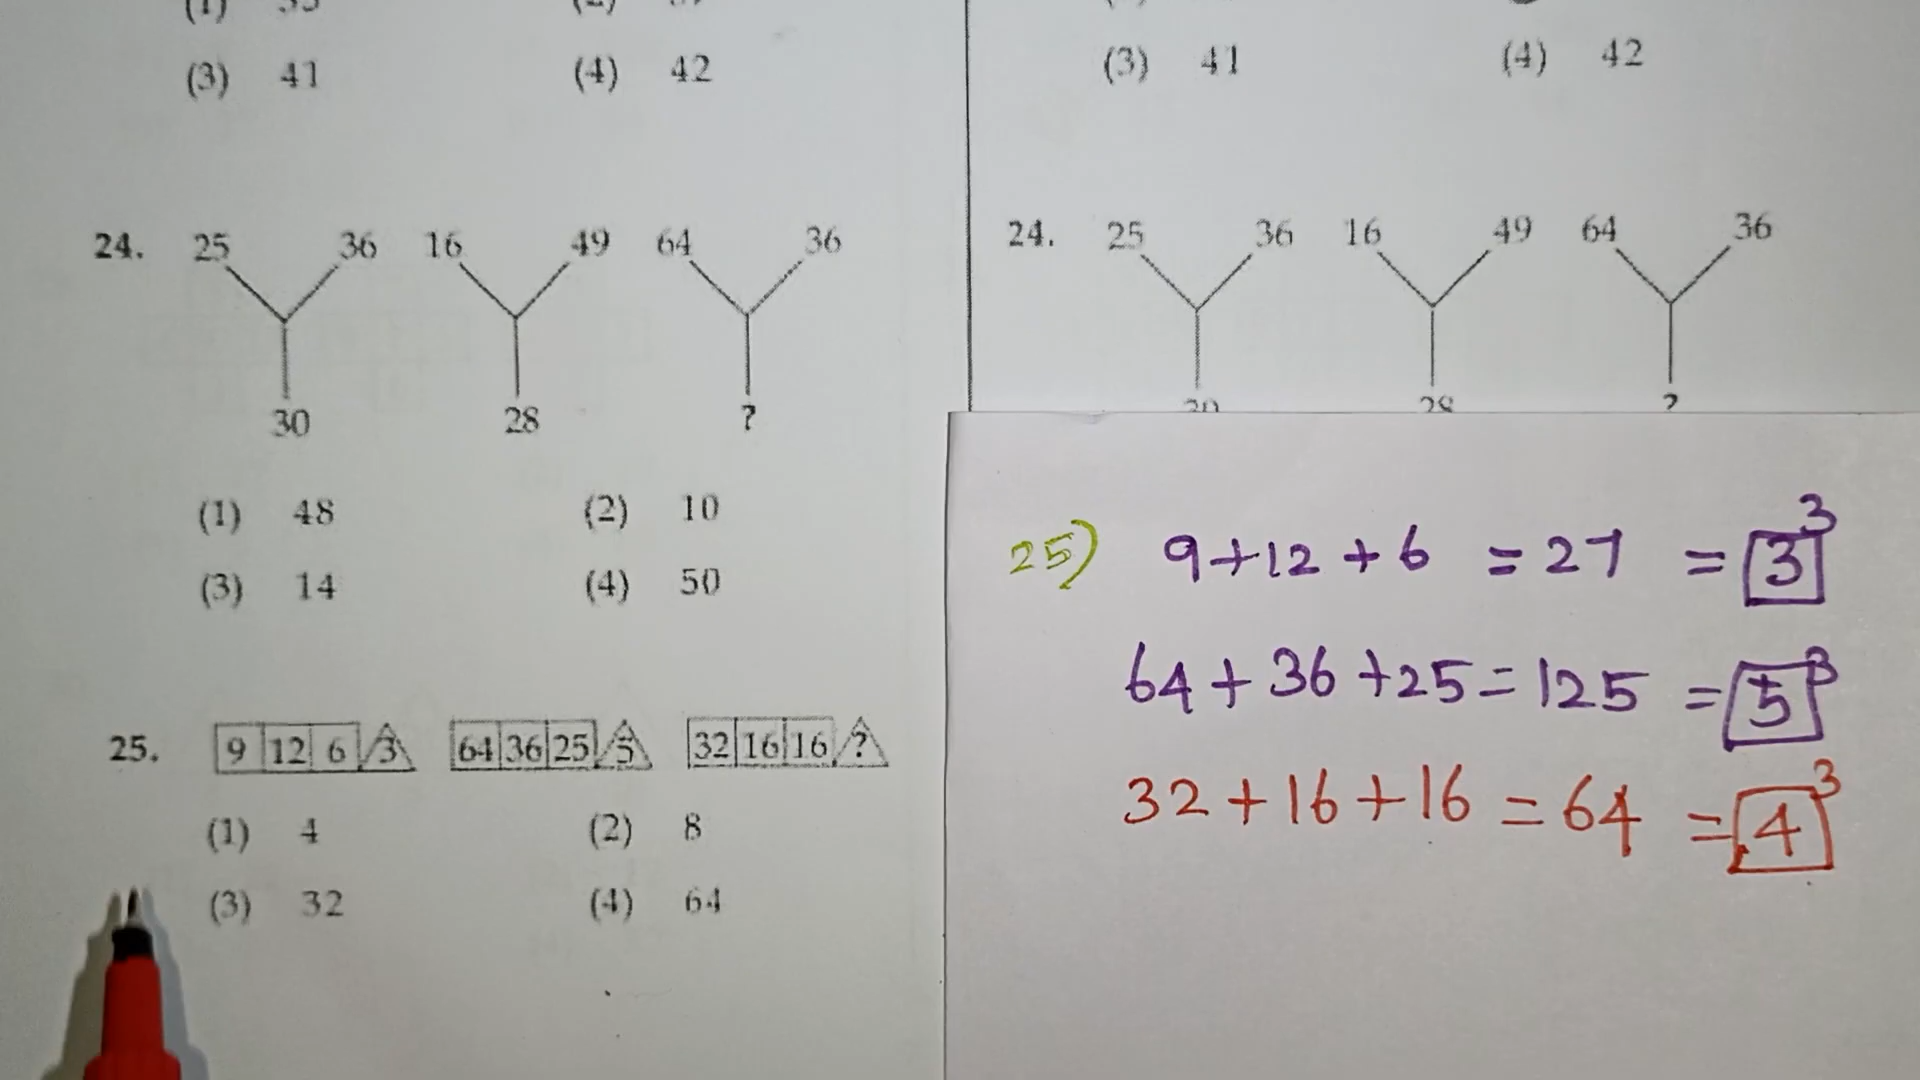 (3) 41 (4) 42
24. 25 36 16 49 64 36
30 28 ?
(1) 48 (2) 10
(3) 14 (4) 50
25. 9 12 6 3 64 36 25 5 32 16 16 ?
(1) 4 (2) 8
(3) 32 (4) 64
(3) 41 (4) 42
24. 25 36 16 49 64 36
30 28 ?
25) 9+12+6 = 27 = 3³
64+36+25 = 125 = 5³
32+16+16 = 64 = 4³